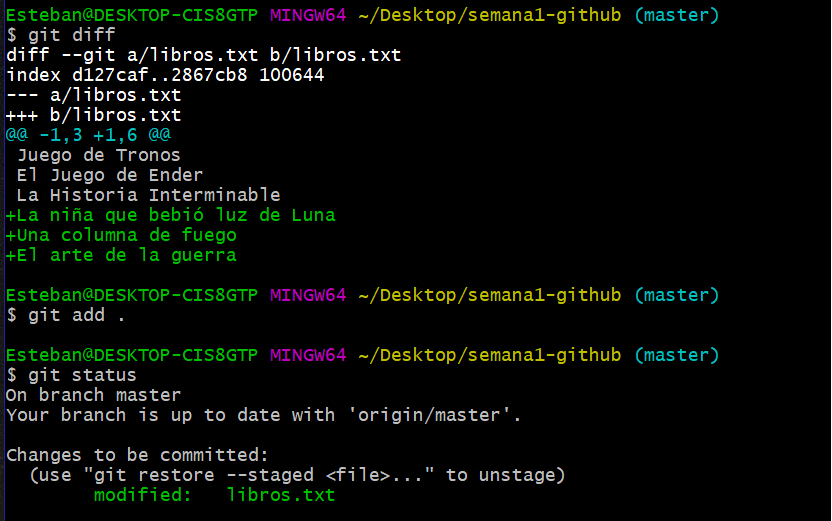 Esteban@DESKTOP-CIS8GTP MINGW64 ~/Desktop/semana1-github (master)
$ git diff
diff --git a/libros.txt b/libros.txt
index d127caf..2867cb8 100644
--- a/libros.txt
+++ b/libros.txt
@@ -1,3 +1,6 @@
 Juego de Tronos
 El Juego de Ender
 La Historia Interminable
+La niña que bebió luz de Luna
+Una columna de fuego
+El arte de la guerra

Esteban@DESKTOP-CIS8GTP MINGW64 ~/Desktop/semana1-github (master)
$ git add .

Esteban@DESKTOP-CIS8GTP MINGW64 ~/Desktop/semana1-github (master)
$ git status
On branch master
Your branch is up to date with 'origin/master'.

Changes to be committed:
  (use "git restore --staged <file>..." to unstage)
        modified:   libros.txt